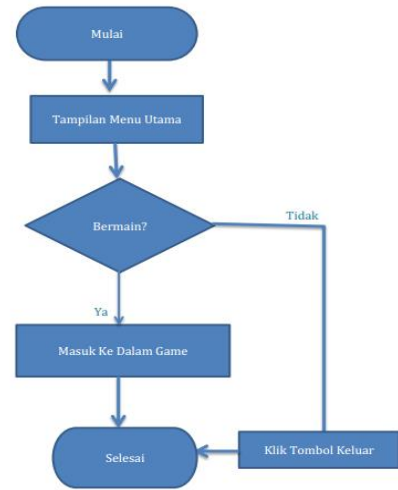 Mulai
Tampilan Menu Utama
Bermain?
Tidak
Ya
Masuk Ke Dalam Game
Selesai
Klik Tombol Keluar